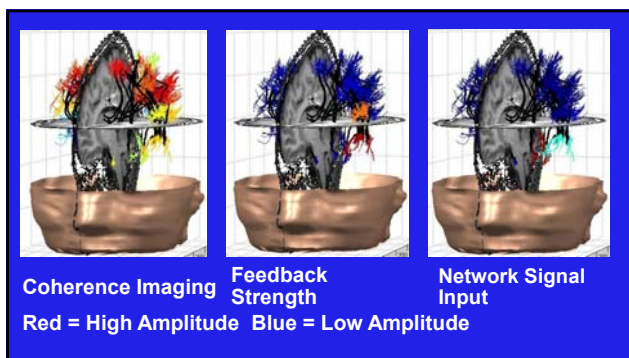 Coherence Imaging
Feedback
Strength
Network Signal
Input
Red = High Amplitude  Blue = Low Amplitude